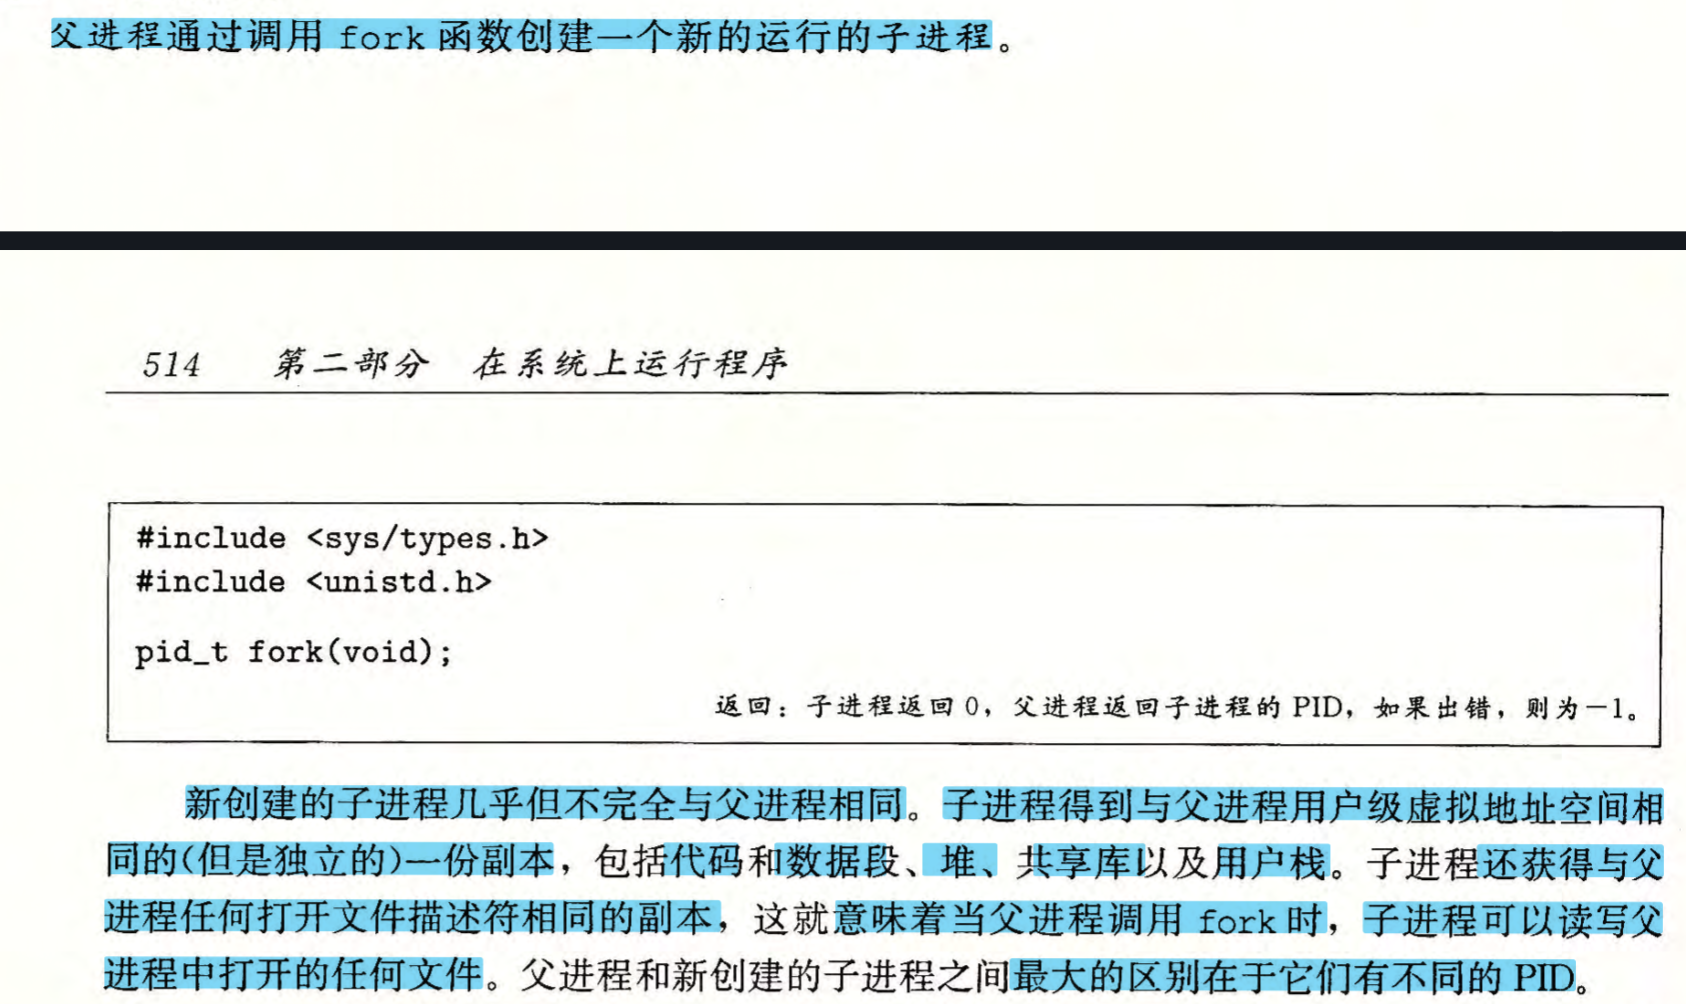 父进程通过调用 fork 函数创建一个新的运行的子进程。
514 第二部分 在系统上运行程序
#include <sys/types.h>
#include <unistd.h>
pid_t fork(void);
返回：子进程返回 0，父进程返回子进程的 PID，如果出错，则为－1。
新创建的子进程几乎但不完全与父进程相同。子进程得到与父进程用户级虚拟地址空间相
同的(但是独立的)一份副本，包括代码和数据段、堆、共享库以及用户栈。子进程还获得与父
进程任何打开文件描述符相同的副本，这就意味着当父进程调用 fork 时，子进程可以读写父
进程中打开的任何文件。父进程和新创建的子进程之间最大的区别在于它们有不同的 PID。